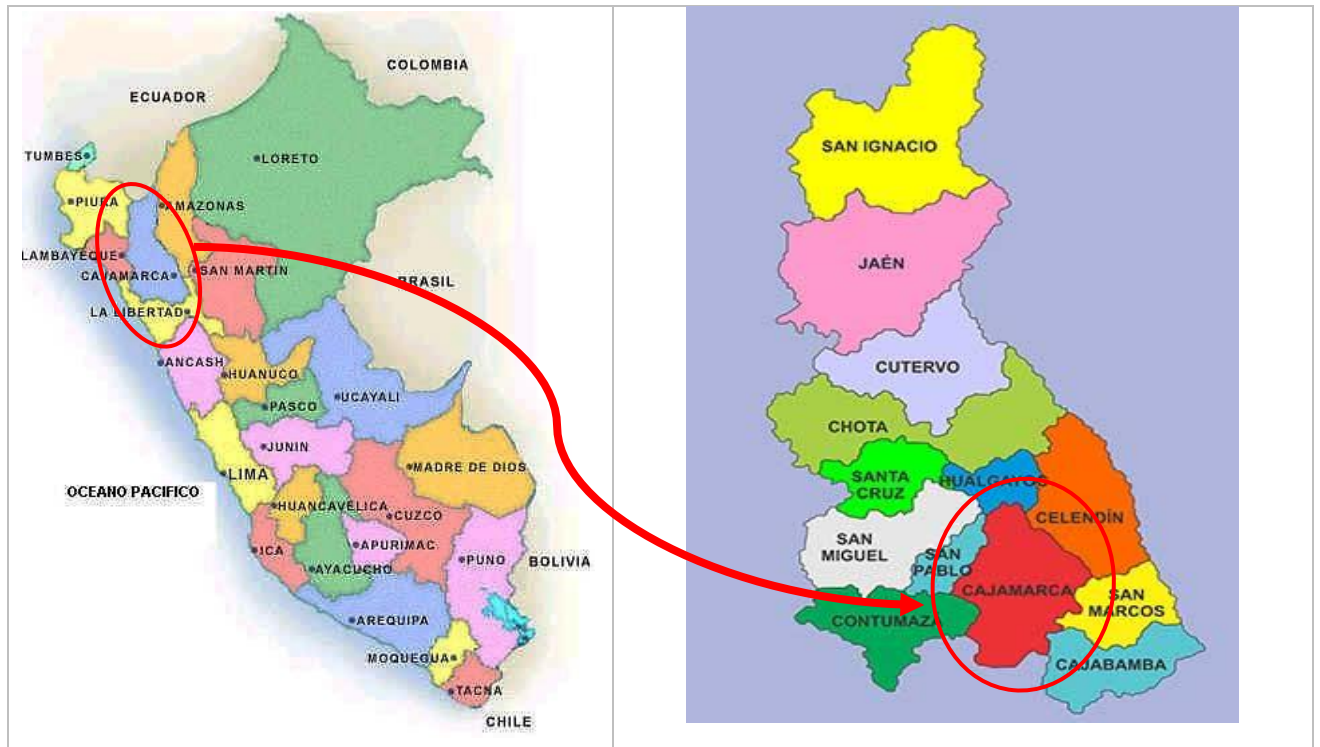 COLOMBIA
ECUADOR
TUMBES
LORETO
PIURA
AMAZONAS
LAMBAYEQUE
CAJAMARCA
SAN MARTIN
BRASIL
LA LIBERTAD
ANCASH
HUANUCO
UCAYALI
PASCO
JUNIN
LIMA
MADRE DE DIOS
OCEANO PACIFICO
HUANCAVELICA
CUZCO
ICA
APURIMAC
PUNO
BOLIVIA
AYACUCHO
AREQUIPA
MOQUEGUA
TACNA
CHILE
SAN IGNACIO
JAÉN
CUTERVO
CHOTA
SANTA
CRUZ
HUALGAYOS
CELENDÍN
SAN
MIGUEL
SAN
PABLO
CAJAMARCA
SAN
MARCOS
CONTUMAZA
CAJABAMBA